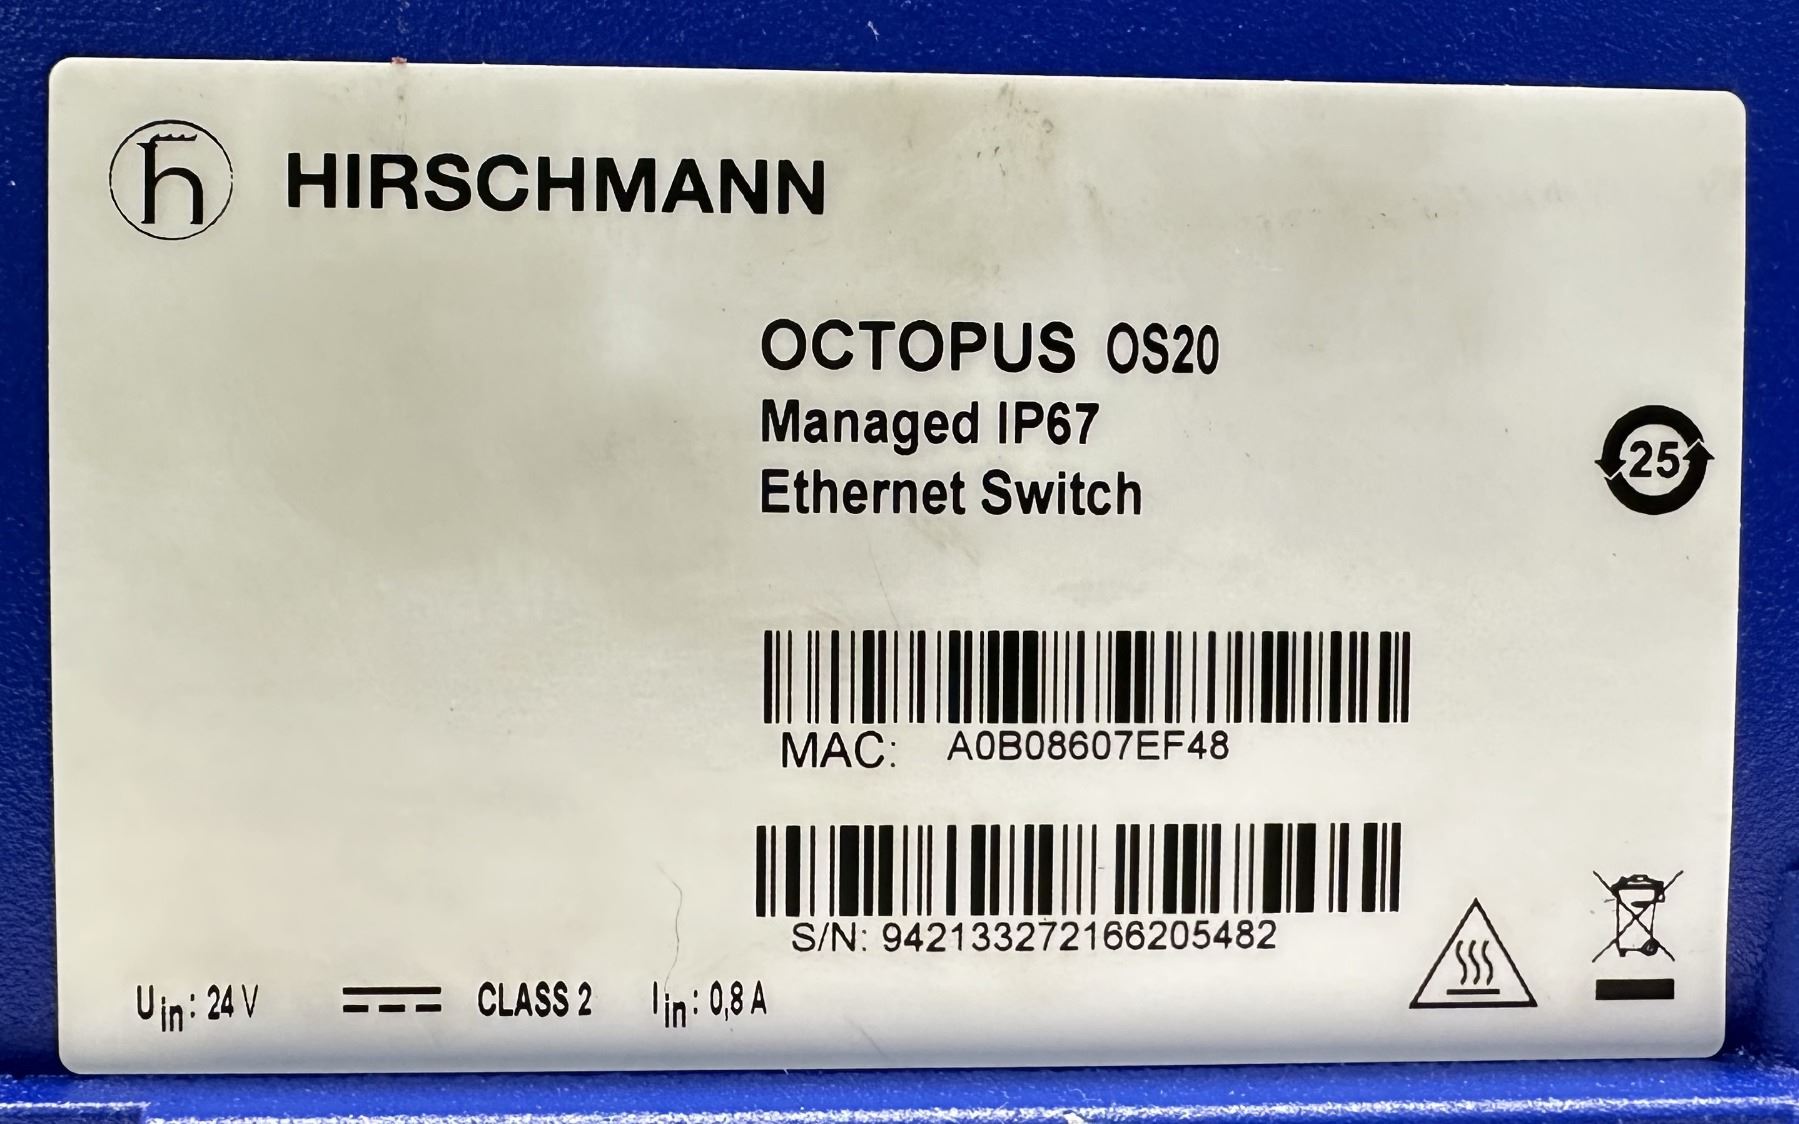 HIRSCHMANN
OCTOPUS OS20
Managed IP67
Ethernet Switch
25
MAC: A0B08607EF48
S/N: 942133272166205482
Uin: 24 V CLASS 2 Iin: 0,8 A